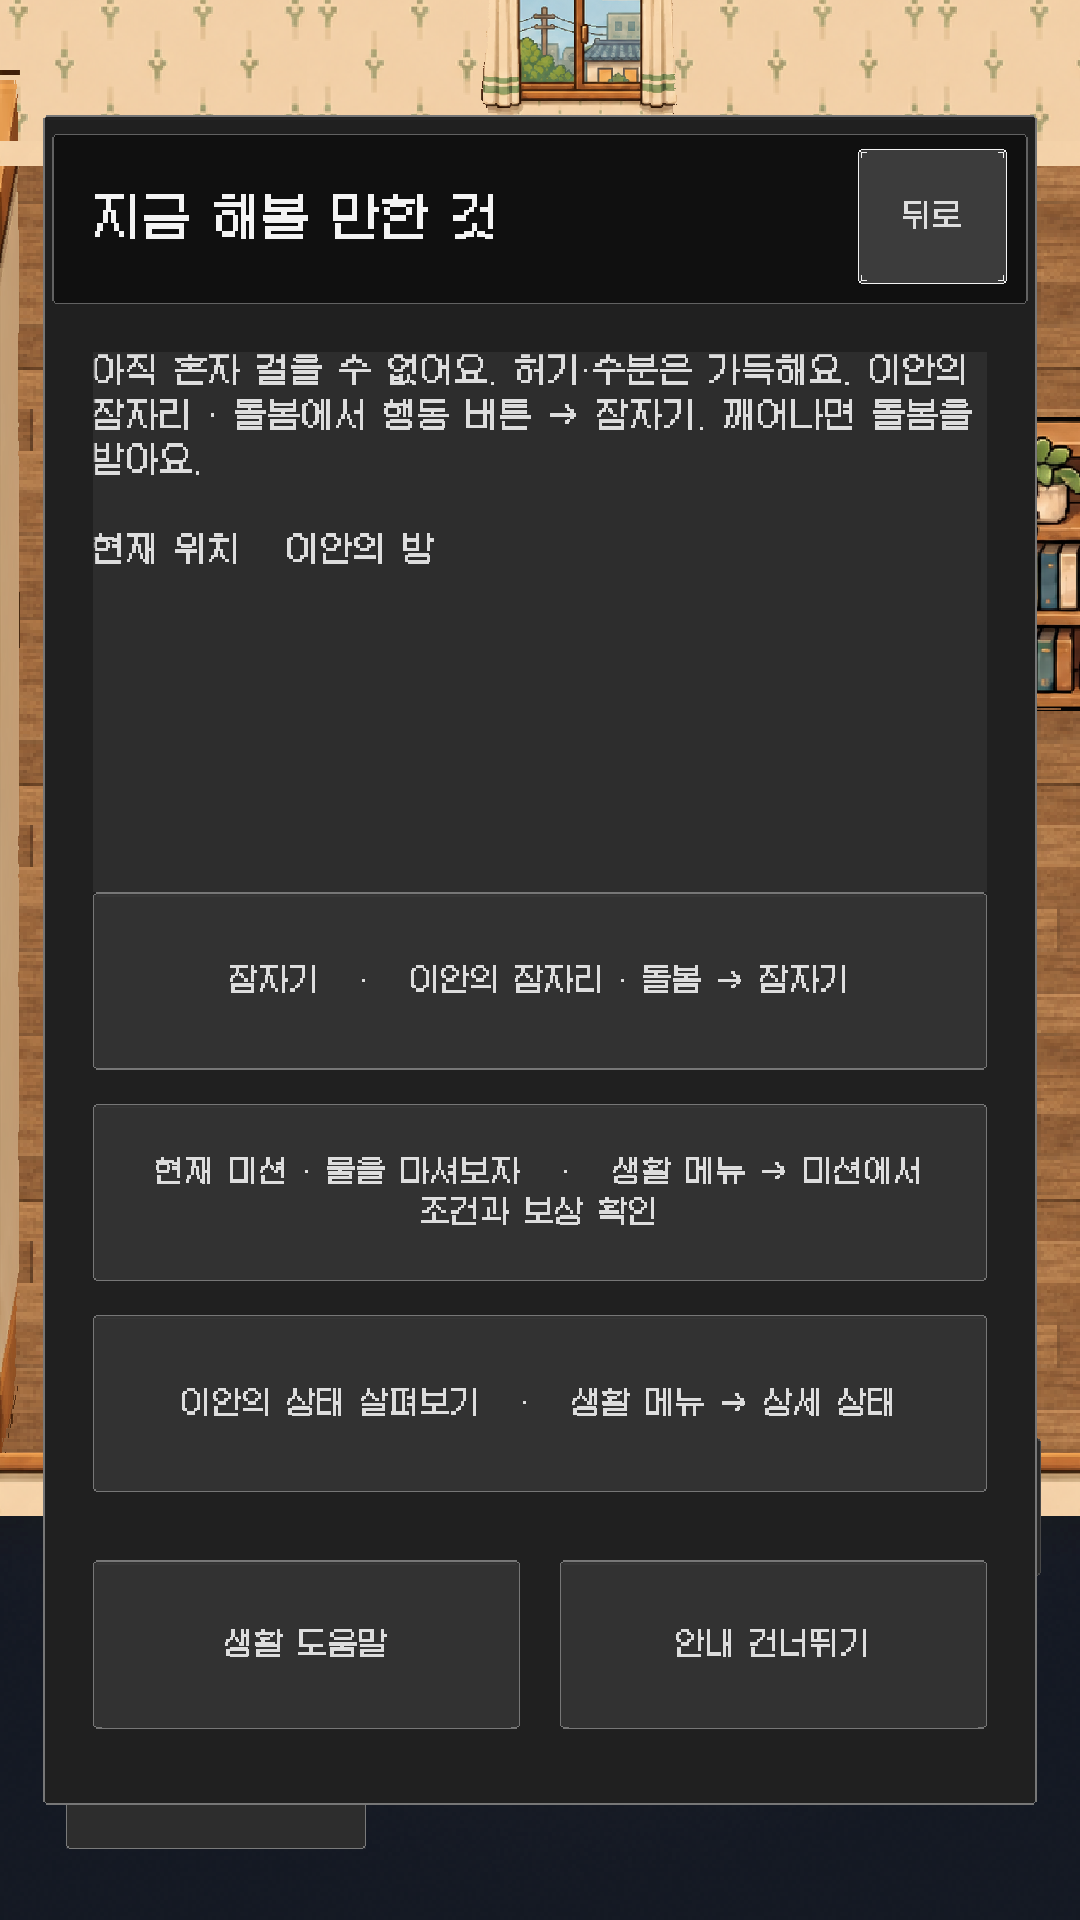 지금 해볼 만한 것
뒤로
아직 혼자 걸을 수 없어요. 허기·수분은 가득해요. 이안의
잠자리 · 돌봄에서 행동 버튼 → 잠자기. 깨어나면 돌봄을
받아요.
현재 위치 이안의 방
잠자기 · 이안의 잠자리 · 돌봄 → 잠자기
현재 미션 · 물을 마셔보자 · 생활 메뉴 → 미션에서
조건과 보상 확인
이안의 상태 살펴보기 · 생활 메뉴 → 상세 상태
생활 도움말
안내 건너뛰기